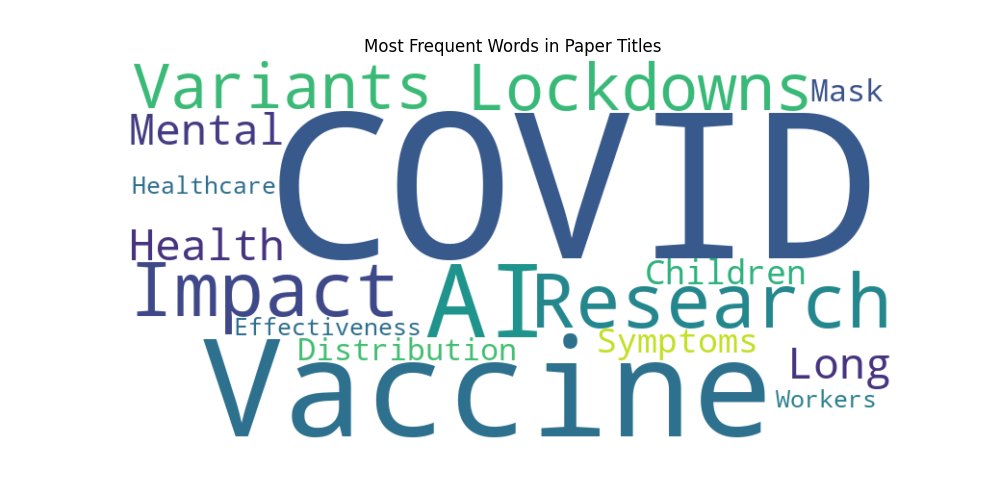 Most Frequent Words in Paper Titles
Variants Lockdowns Mask
Mental COVID
Healthcare
Health
Impact AI Research Children
Effectiveness
Distribution Symptoms
Vaccine Long
Workers